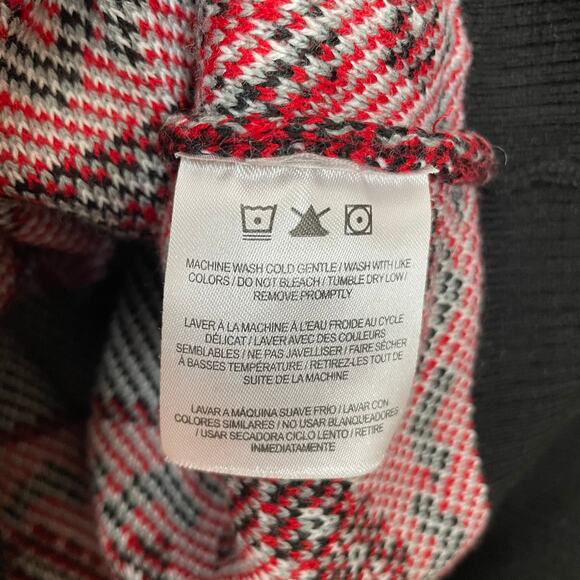 MACHINE WASH COLD GENTLE / WASH WITH LIKE
COLORS / DO NOT BLEACH / TUMBLE DRY LOW /
REMOVE PROMPTLY
LAVER À LA MACHINE À L'EAU FROIDE AU CYCLE
DÉLICAT / LAVER AVEC DES COULEURS
SEMBLABLES / NE PAS JAVELLISER / FAIRE SÉCHER
À BASSES TEMPÉRATURE / RETIREZ-LES TOUT DE
SUITE DE LA MACHINE
LAVAR A MÁQUINA SUAVE FRÍO / LAVAR CON
COLORES SIMILARES / NO USAR BLANQUEADORES
/ USAR SECADORA CICLO LENTO / RETIRE
INMEDIATAMENTE